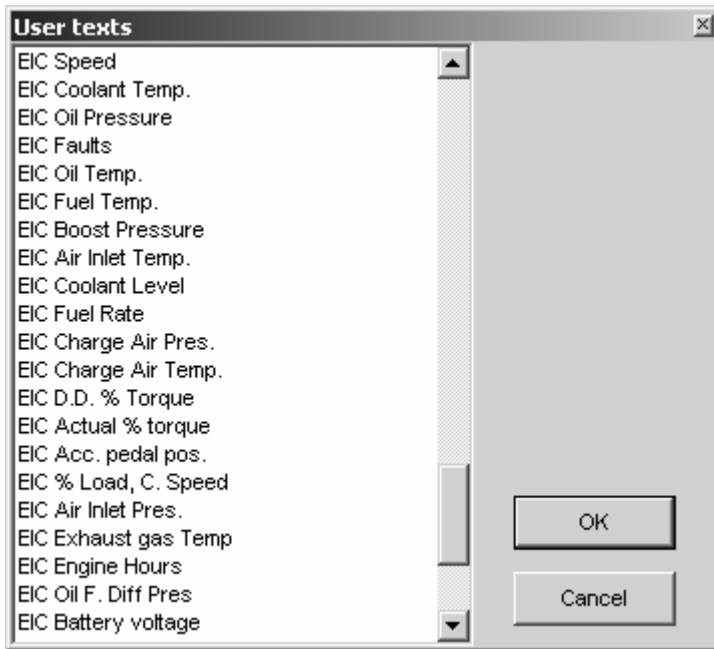 User texts
EIC Speed
EIC Coolant Temp.
EIC Oil Pressure
EIC Faults
EIC Oil Temp.
EIC Fuel Temp.
EIC Boost Pressure
EIC Air Inlet Temp.
EIC Coolant Level
EIC Fuel Rate
EIC Charge Air Pres.
EIC Charge Air Temp.
EIC D.D. % Torque
EIC Actual % torque
EIC Acc. pedal pos.
EIC % Load, C. Speed
EIC Air Inlet Pres.
EIC Exhaust gas Temp
EIC Engine Hours
EIC Oil F. Diff Pres
EIC Battery voltage
OK
Cancel